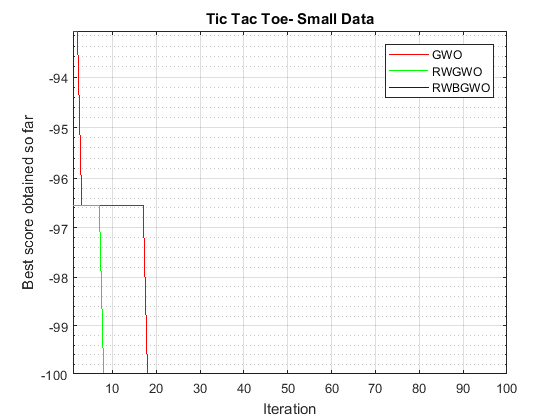 Tic Tac Toe- Small Data
GWO
RWGWO
RWBGWO
Best score obtained so far
-94
-95
-96
-97
-98
-99
-100
10 20 30 40 50 60 70 80 90 100
Iteration